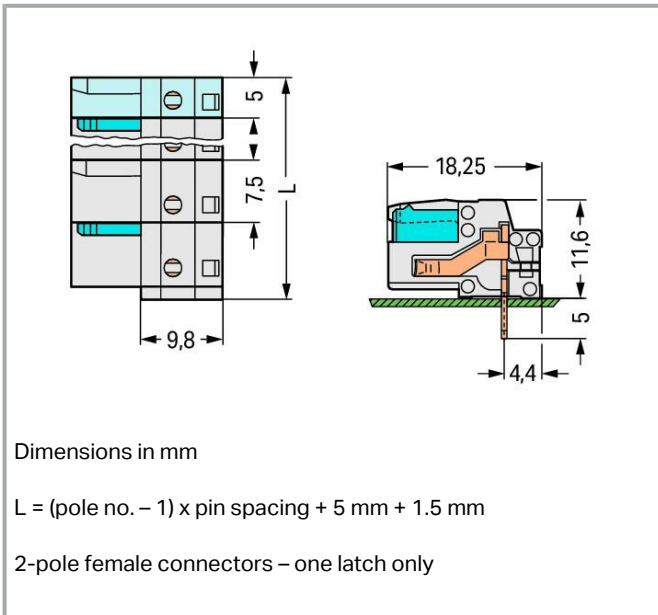 5
7,5
L
9,8
18,25
11,6
5
4,4
Dimensions in mm
L = (pole no. – 1) x pin spacing + 5 mm + 1.5 mm
2-pole female connectors – one latch only